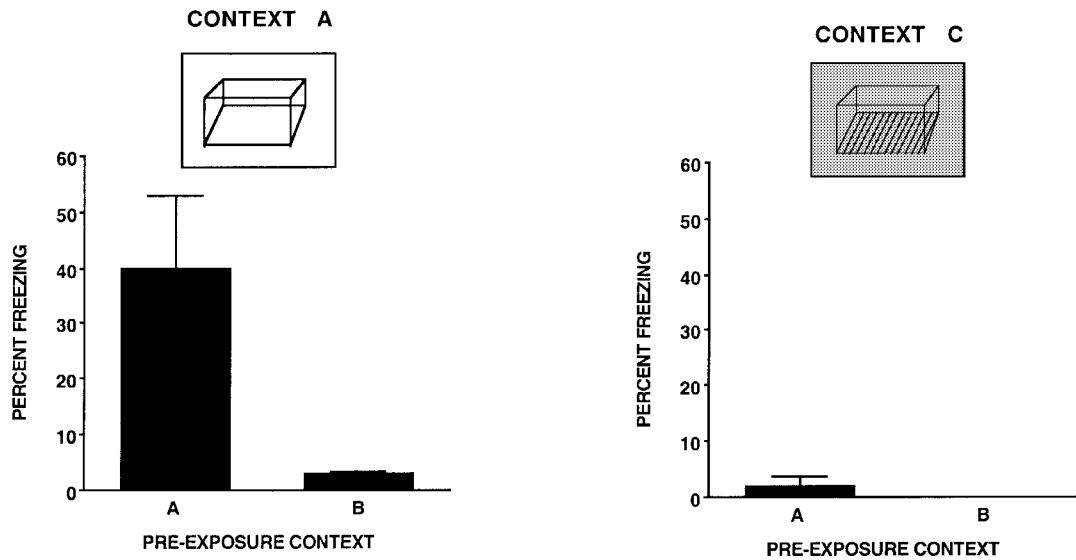 CONTEXT A
60
50
40
30
20
10
0
PERCENT FREEZING
A B
PRE-EXPOSURE CONTEXT
CONTEXT C
60
50
40
30
20
10
0
PERCENT FREEZING
A B
PRE-EXPOSURE CONTEXT